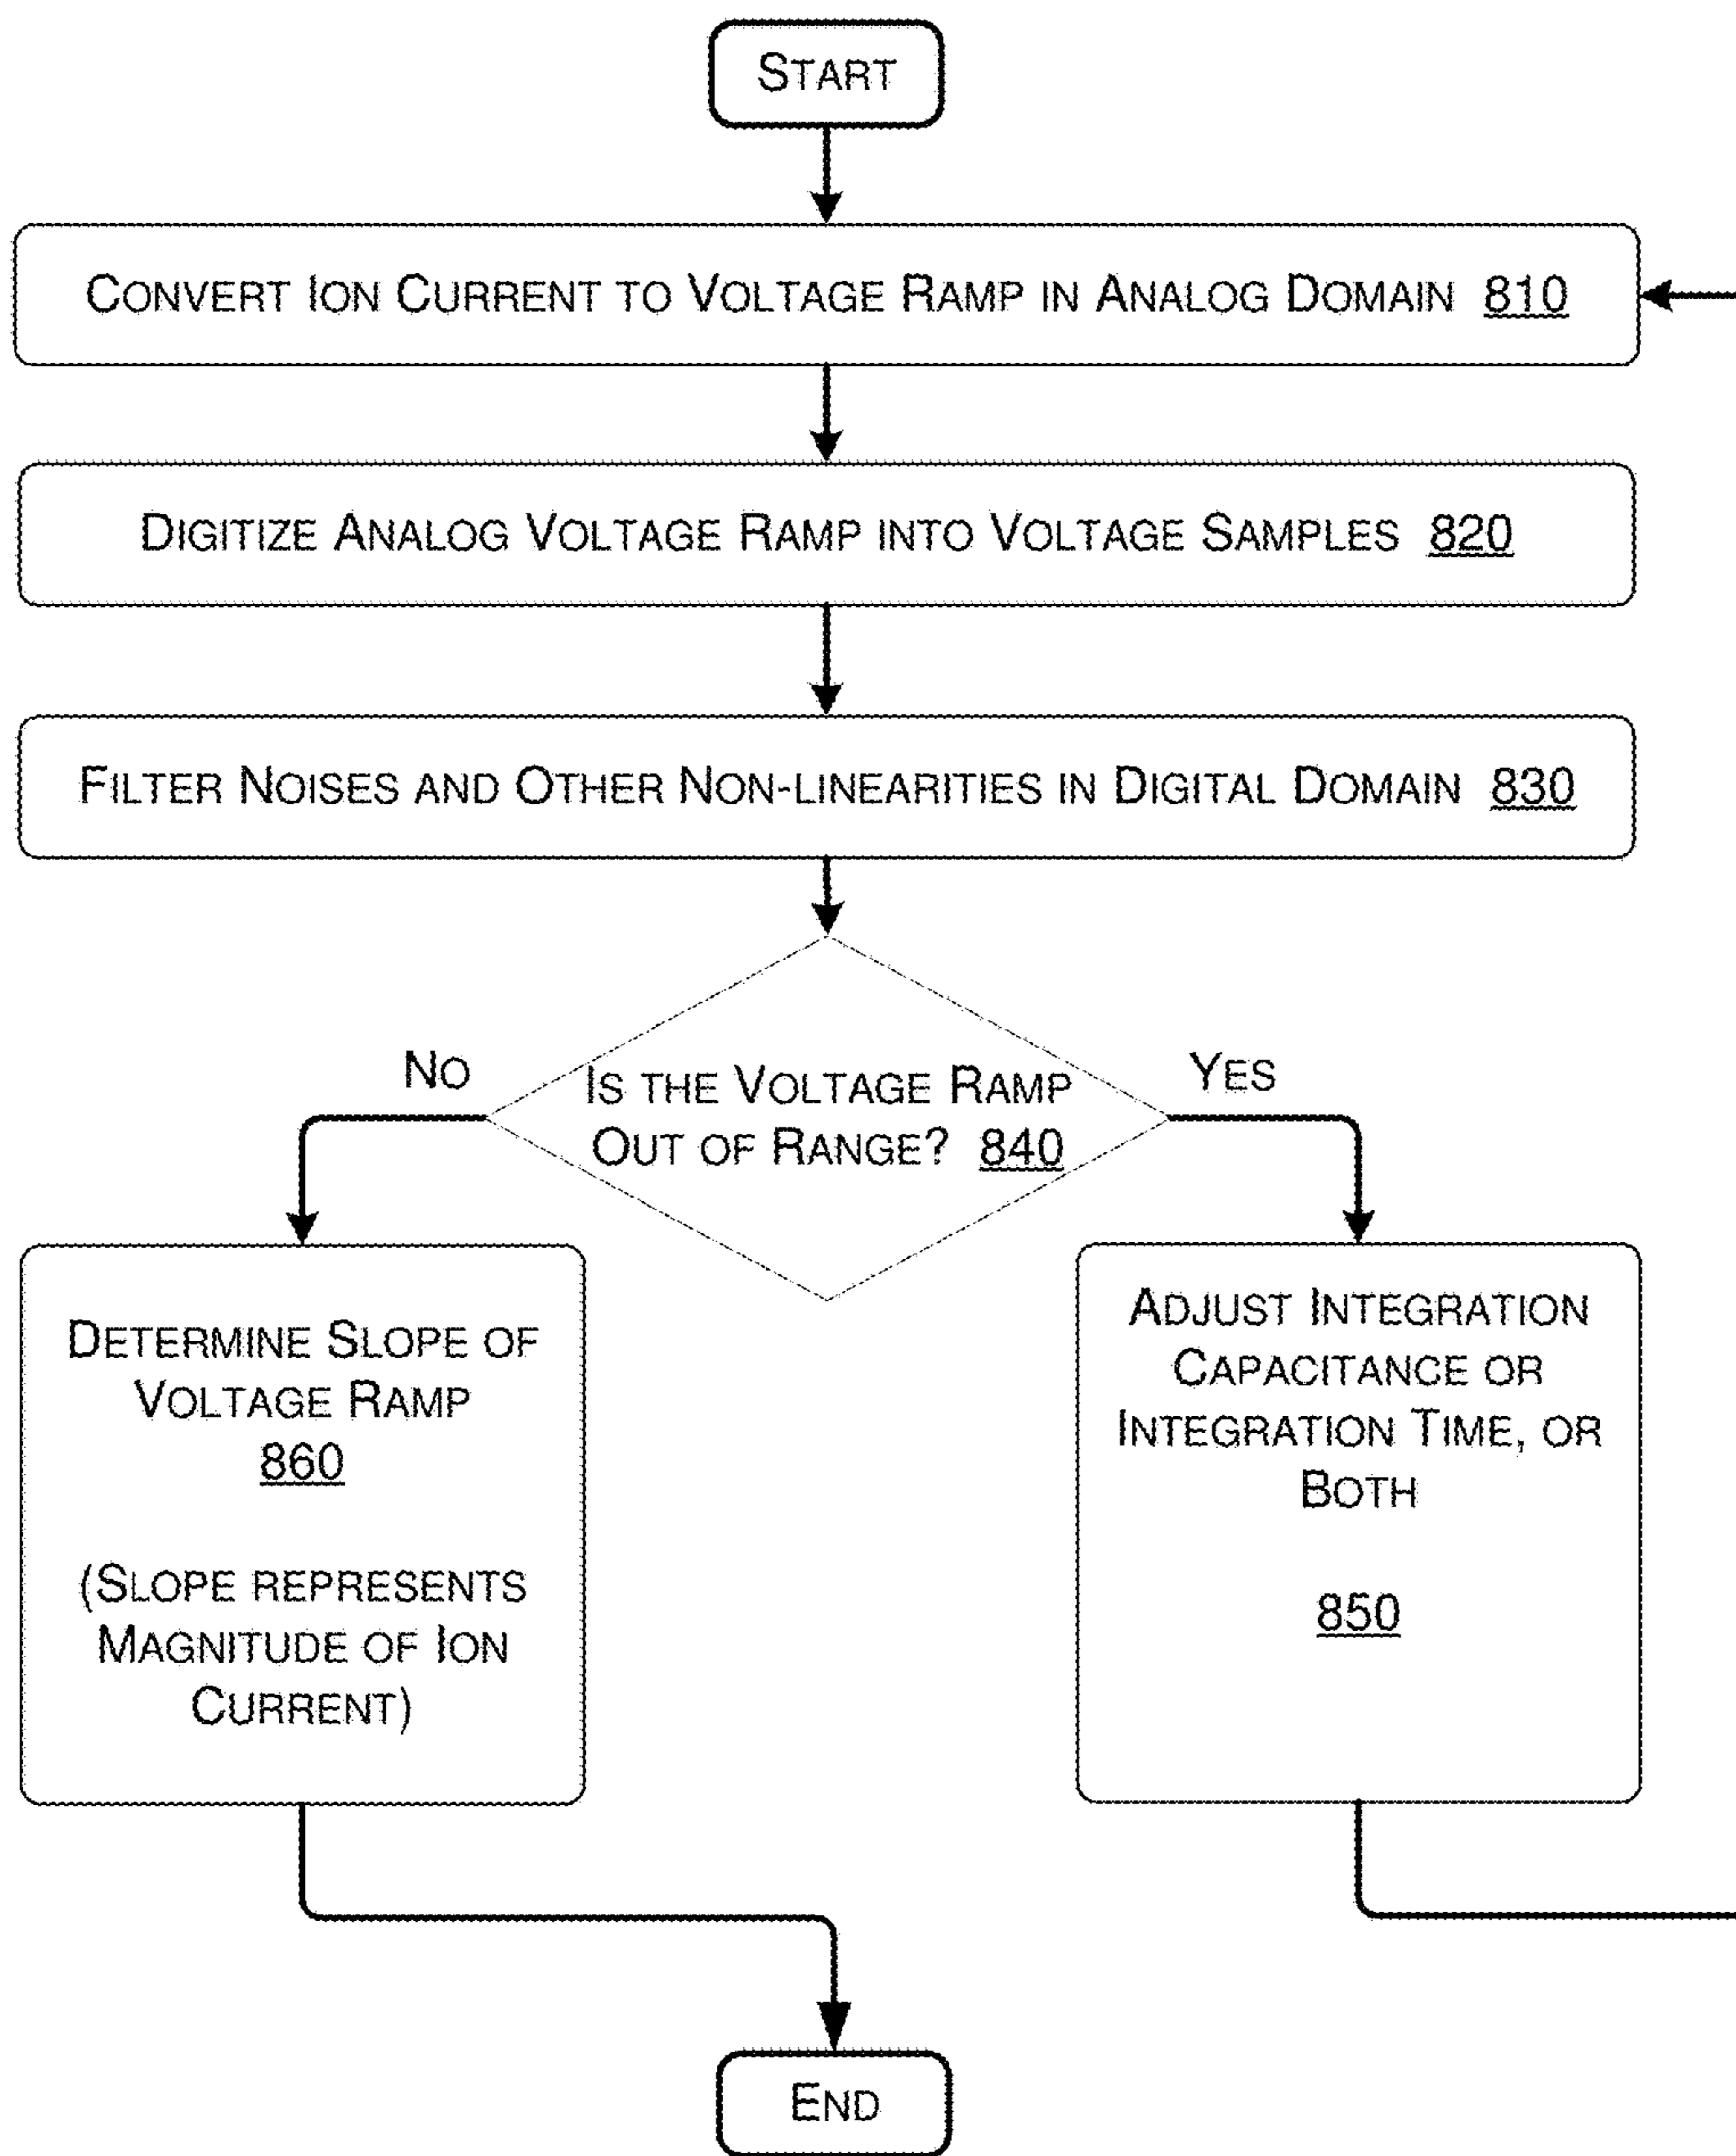 START
CONVERT ION CURRENT TO VOLTAGE RAMP IN ANALOG DOMAIN 810
DIGITIZE ANALOG VOLTAGE RAMP INTO VOLTAGE SAMPLES 820
FILTER NOISES AND OTHER NON-LINEARITIES IN DIGITAL DOMAIN 830
NO
YES
IS THE VOLTAGE RAMP
OUT OF RANGE? 840
DETERMINE SLOPE OF
VOLTAGE RAMP
860
(SLOPE REPRESENTS
MAGNITUDE OF ION
CURRENT)
ADJUST INTEGRATION
CAPACITANCE OR
INTEGRATION TIME, OR
BOTH
850
END